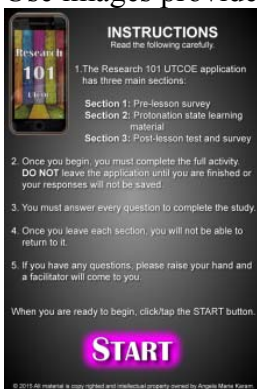 Use images provide
INSTRUCTIONS
Read the following carefully.
Research
101
UTCOE
1.The Research 101 UTCOE application
has three main sections:
Section 1: Pre-lesson survey
Section 2: Protonation state learning
material
Section 3: Post-lesson test and survey
2. Once you begin, you must complete the full activity.
DO NOT leave the application until you are finished or
your responses will not be saved.
3. You must answer every question to complete the study.
4. Once you leave each section, you will not be able to
return to it.
5. If you have any questions, please raise your hand and
a facilitator will come to you.
When you are ready to begin, click/tap the START button.
START
© 2015 All material is copy righted and intellectual property owned by Angela Marie Karam.